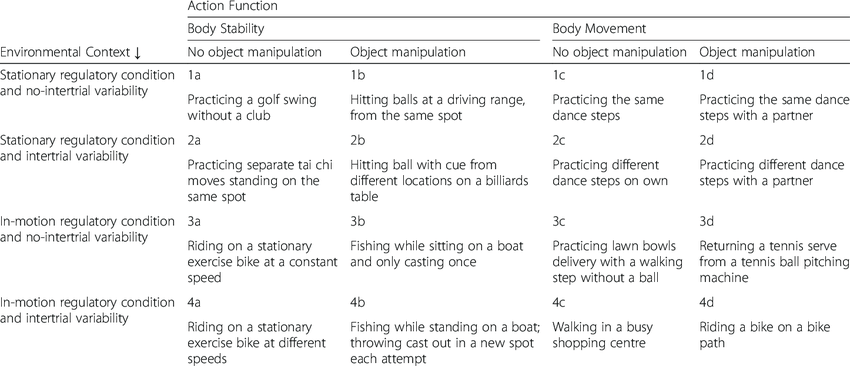 Action Function
Body Stability Body Movement
Environmental Context ↓ No object manipulation Object manipulation No object manipulation Object manipulation
Stationary regulatory condition 1a 1b 1c 1d
and no-intertrial variability
Practicing a golf swing Hitting balls at a driving range, Practicing the same Practicing the same dance
without a club from the same spot dance steps steps with a partner
Stationary regulatory condition 2a 2b 2c 2d
and intertrial variability
Practicing separate tai chi Hitting ball with cue from Practicing different Practicing different dance
moves standing on the different locations on a billiards dance steps on own steps with a partner
same spot table
In-motion regulatory condition 3a 3b 3c 3d
and no-intertrial variability
Riding on a stationary Fishing while sitting on a boat Practicing lawn bowls Returning a tennis serve
exercise bike at a constant and only casting once delivery with a walking from a tennis ball pitching
speed step without a ball machine
In-motion regulatory condition 4a 4b 4c 4d
and intertrial variability
Riding on a stationary Fishing while standing on a boat; Walking in a busy Riding a bike on a bike
exercise bike at different throwing cast out in a new spot shopping centre path
speeds each attempt